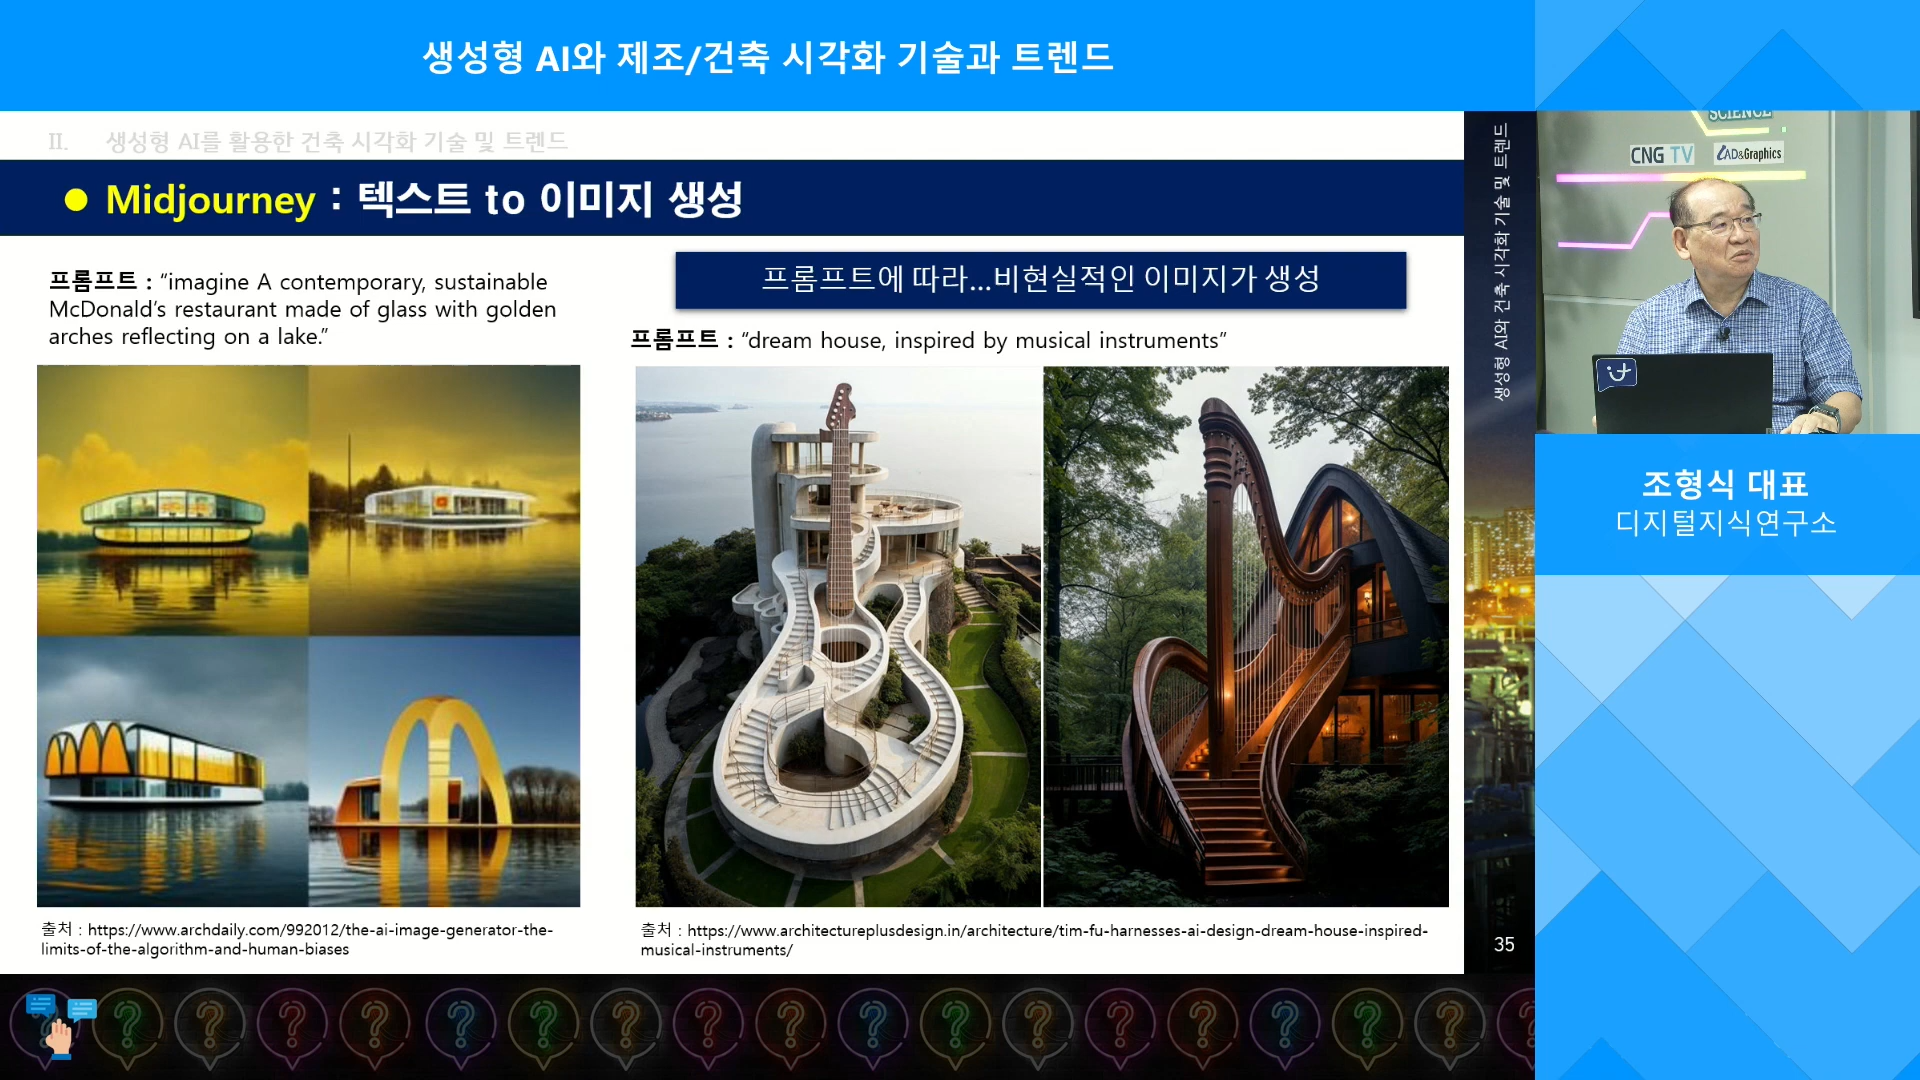 생성형 AI와 제조/건축 시각화 기술과 트렌드
II. 생성형 AI를 활용한 건축 시각화 기술 및 트렌드
Midjourney : 텍스트 to 이미지 생성
프롬프트 : “imagine A contemporary, sustainable
McDonald’s restaurant made of glass with golden
arches reflecting on a lake.”
프롬프트에 따라...비현실적인 이미지가 생성
프롬프트 : “dream house, inspired by musical instruments”
출처 : https://www.archdaily.com/992012/the-ai-image-generator-the-
limits-of-the-algorithm-and-human-biases
출처 : https://www.architectureplusdesign.in/architecture/tim-fu-harnesses-ai-design-dream-house-inspired-
musical-instruments/
생성형 AI와 건축 시각화 기술 및 트렌드
35
SCIENCE
CNG TV
CAD&Graphics
조형식 대표
디지털지식연구소